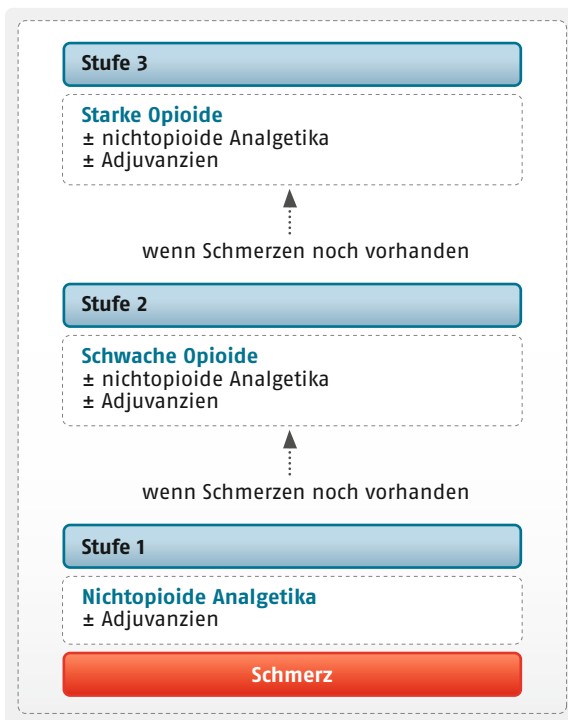 Stufe 3
Starke Opioide
± nichtopioide Analgetika
± Adjuvanzien
wenn Schmerzen noch vorhanden
Stufe 2
Schwache Opioide
± nichtopioide Analgetika
± Adjuvanzien
wenn Schmerzen noch vorhanden
Stufe 1
Nichtopioide Analgetika
± Adjuvanzien
Schmerz